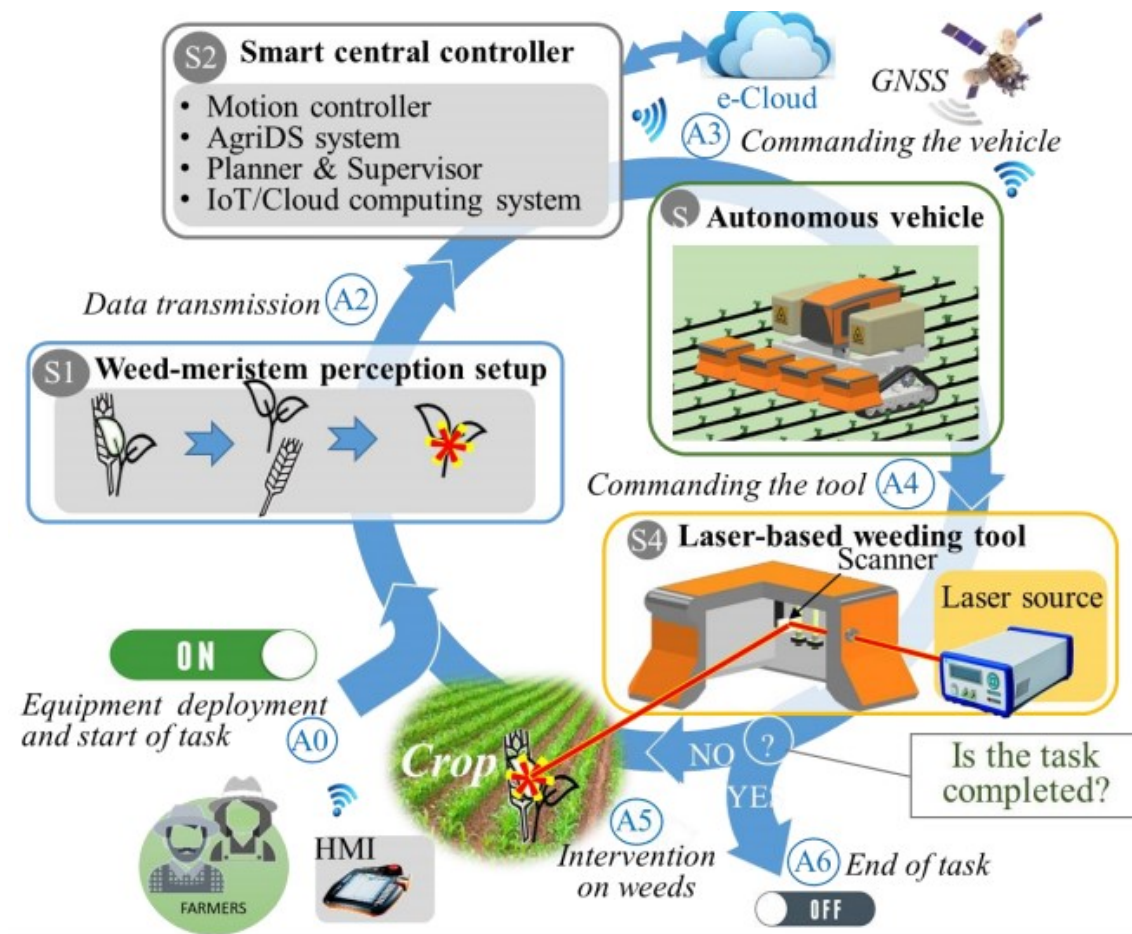 S2 Smart central controller
• Motion controller
• AgriDS system
• Planner & Supervisor
• IoT/Cloud computing system
e-Cloud
GNSS
A3 Commanding the vehicle
S Autonomous vehicle
Data transmission A2
S1 Weed-meristem perception setup
Commanding the tool A4
S4 Laser-based weeding tool
Scanner
Laser source
ON
Equipment deployment
and start of task A0
Crop
NO ?
YES
Is the task
completed?
A5
Intervention
on weeds
A6 End of task
OFF
HMI
FARMERS